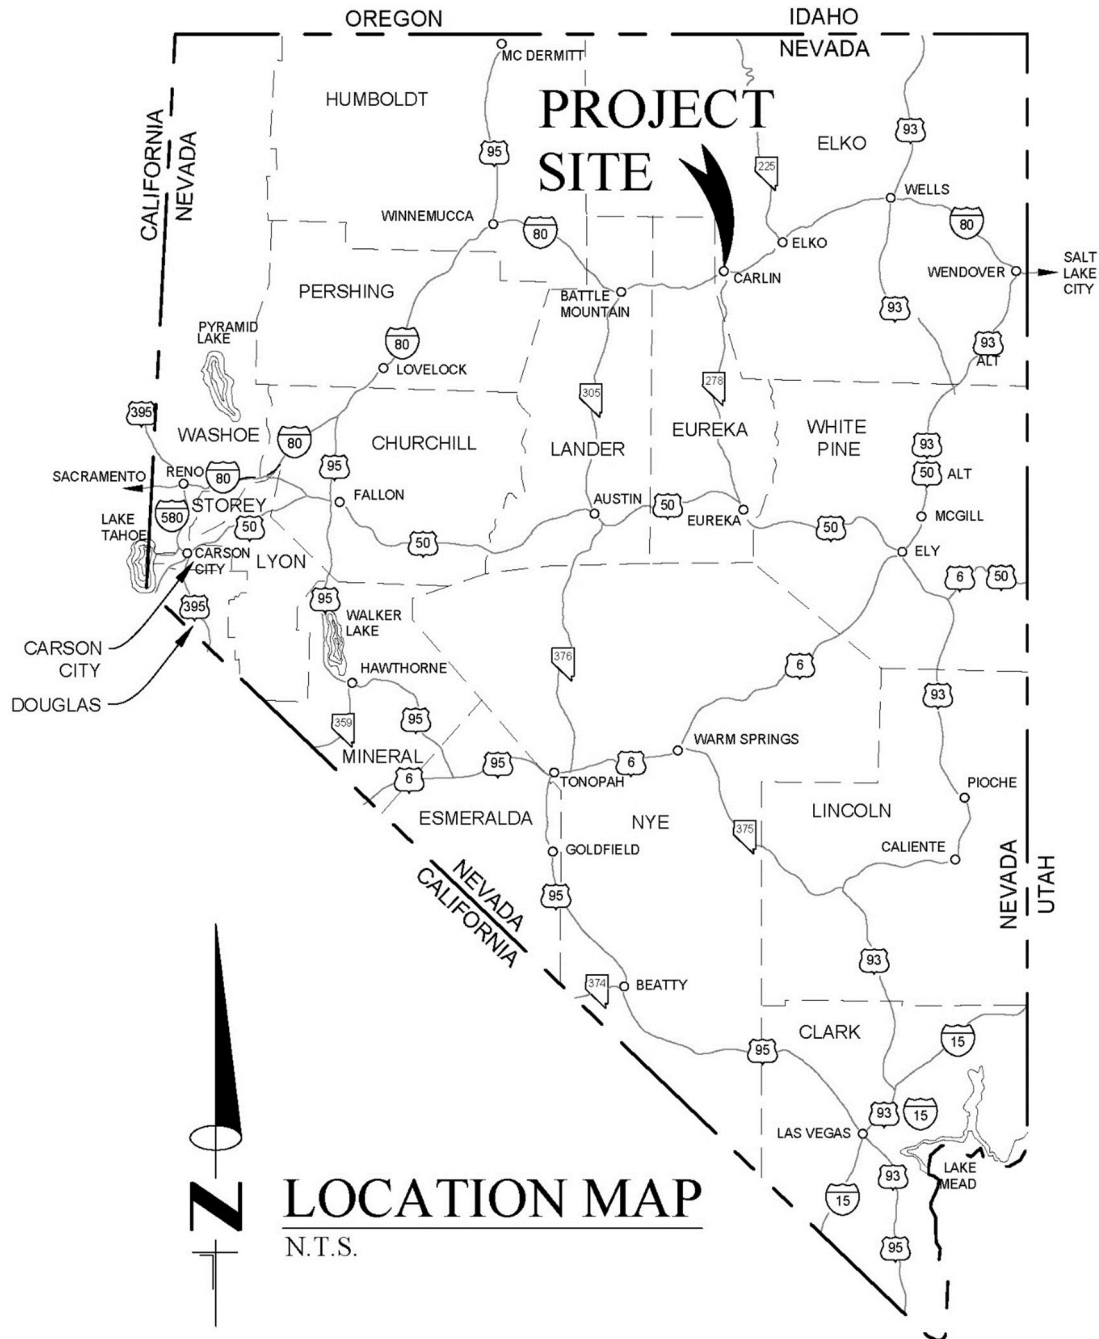 OREGON
IDAHO
NEVADA
MC DERMITT
HUMBOLDT
PROJECT
SITE
ELKO
93
95
225
CALIFORNIA
NEVADA
WINNEMUCCA
80
WELLS
80
ELKO
CARLIN
WENDOVER
SALT
LAKE
CITY
PERSHING
BATTLE
MOUNTAIN
93
PYRAMID
LAKE
80
93
ALT
LOVELOCK
305
278
395
WASHOE
80
CHURCHILL
LANDER
EUREKA
WHITE
PINE
93
SACRAMENTO
RENO
80
95
50
ALT
FALLON
STOREY
580
50
AUSTIN
50
EUREKA
50
MCGILL
LAKE
TAHOE
CARSON
CITY
LYON
50
ELY
6
50
95
395
WALKER
LAKE
CARSON
CITY
HAWTHORNE
376
6
DOUGLAS
93
359
95
MINERAL
WARM SPRINGS
6
95
6
TONOPAH
PIOCHE
ESMERALDA
NYE
LINCOLN
375
GOLDFIELD
CALIENTE
NEVADA
CALIFORNIA
95
NEVADA
UTAH
93
374
BEATTY
CLARK
15
95
93
15
LAS VEGAS
LAKE
MEAD
93
15
95
N
LOCATION MAP
N.T.S.